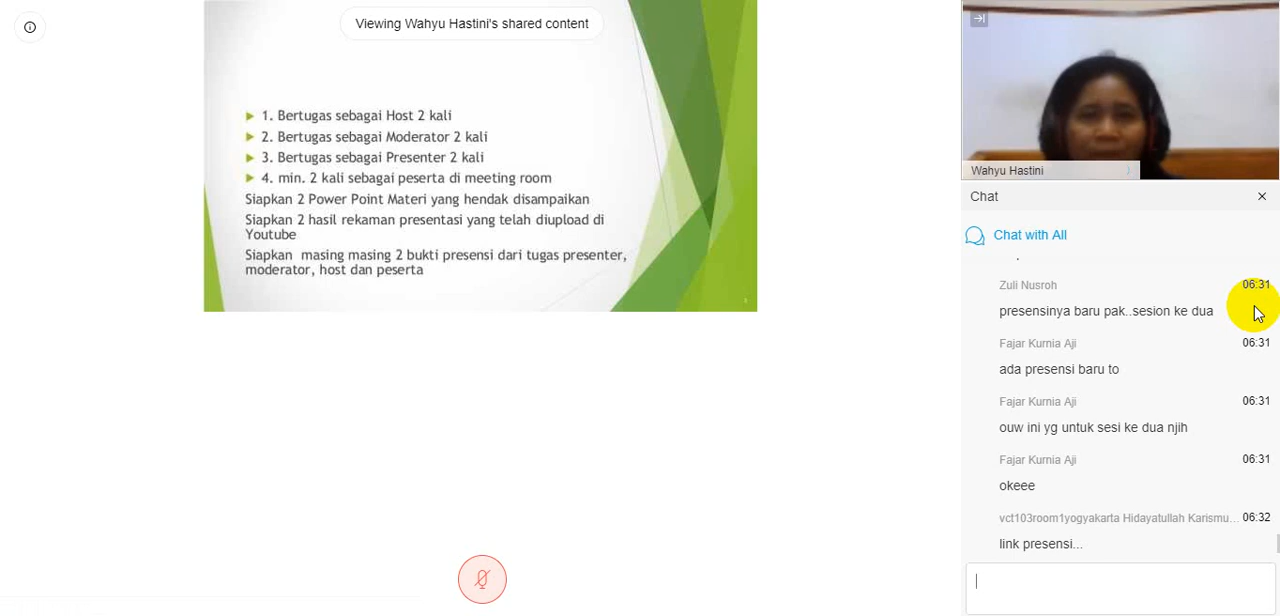 Viewing Wahyu Hastini's shared content
1. Bertugas sebagai Host 2 kali
2. Bertugas sebagai Moderator 2 kali
3. Bertugas sebagai Presenter 2 kali
4. min. 2 kali sebagai peserta di meeting room
Siapkan 2 Power Point Materi yang hendak disampaikan
Siapkan 2 hasil rekaman presentasi yang telah diupload di
Youtube
Siapkan masing masing 2 bukti presensi dari tugas presenter,
moderator, host dan peserta
Wahyu Hastini
Chat
Chat with All
Zuli Nusroh 06:31
presensinya baru pak..sesion ke dua
Fajar Kurnia Aji 06:31
ada presensi baru to
Fajar Kurnia Aji 06:31
ouw ini yg untuk sesi ke dua njih
Fajar Kurnia Aji 06:31
okeee
vct103room1yogyakarta Hidayatullah Karismu... 06:32
link presensi...